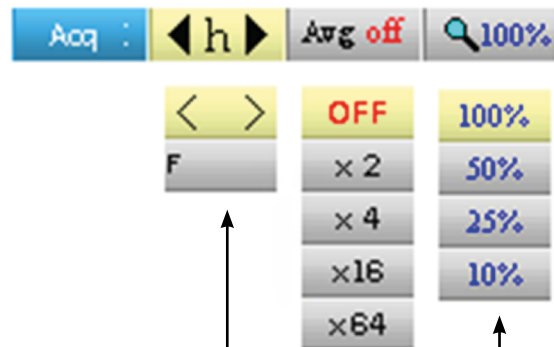 Acq : h Avg off 100%
< > OFF 100%
F × 2 50%
× 4 25%
×16 10%
×64